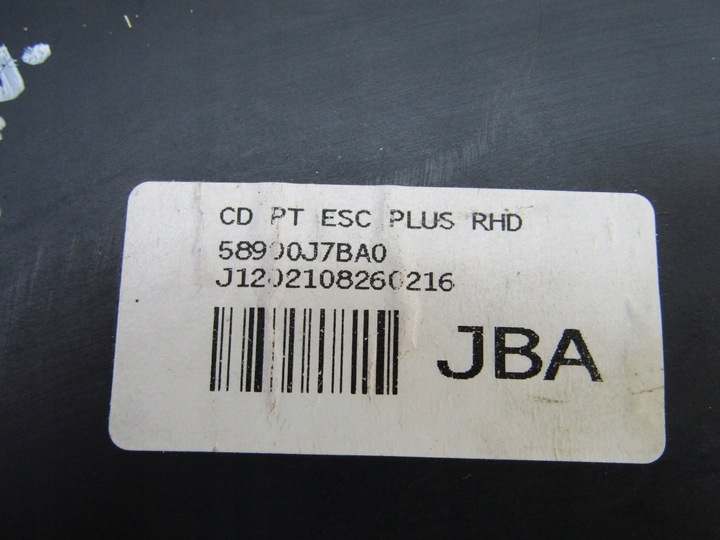 CD PT ESC PLUS RHD
58900J7BA0
J1202108260216
JBA